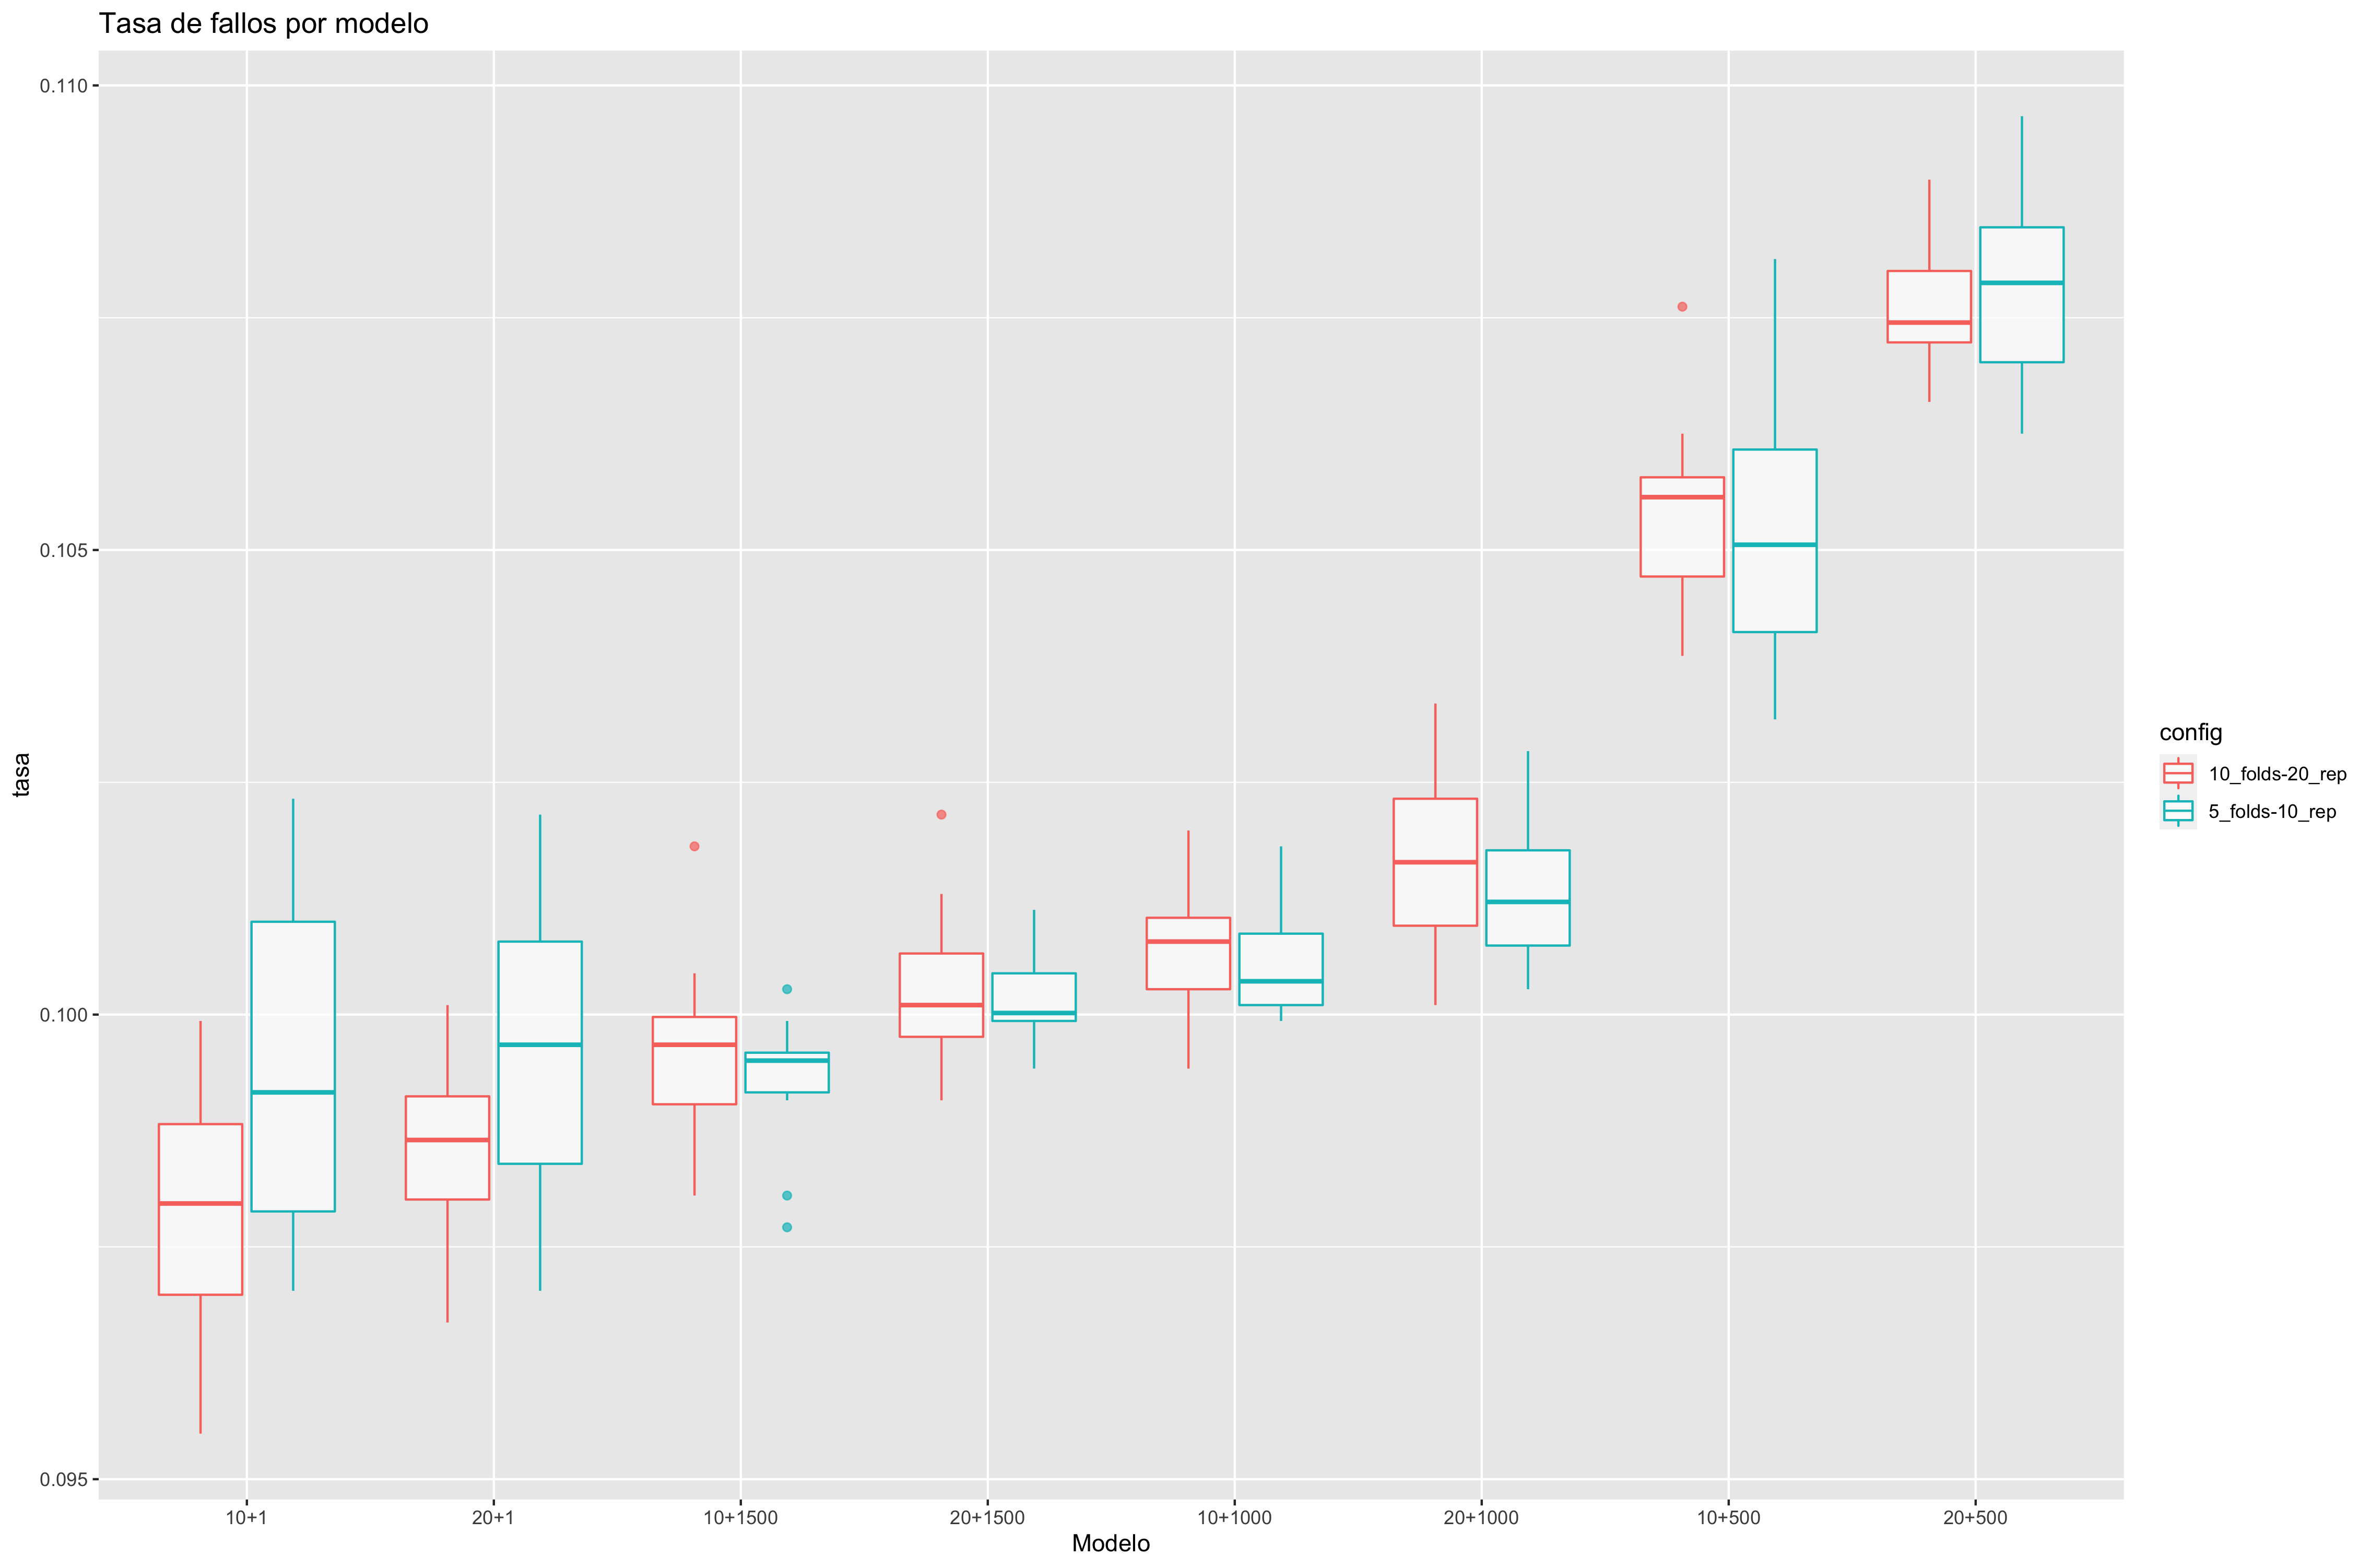 Tasa de fallos por modelo
0.110
0.105
0.100
0.095
tasa
10+1
20+1
10+1500
20+1500
10+1000
20+1000
10+500
20+500
Modelo
config
10_folds-20_rep
5_folds-10_rep